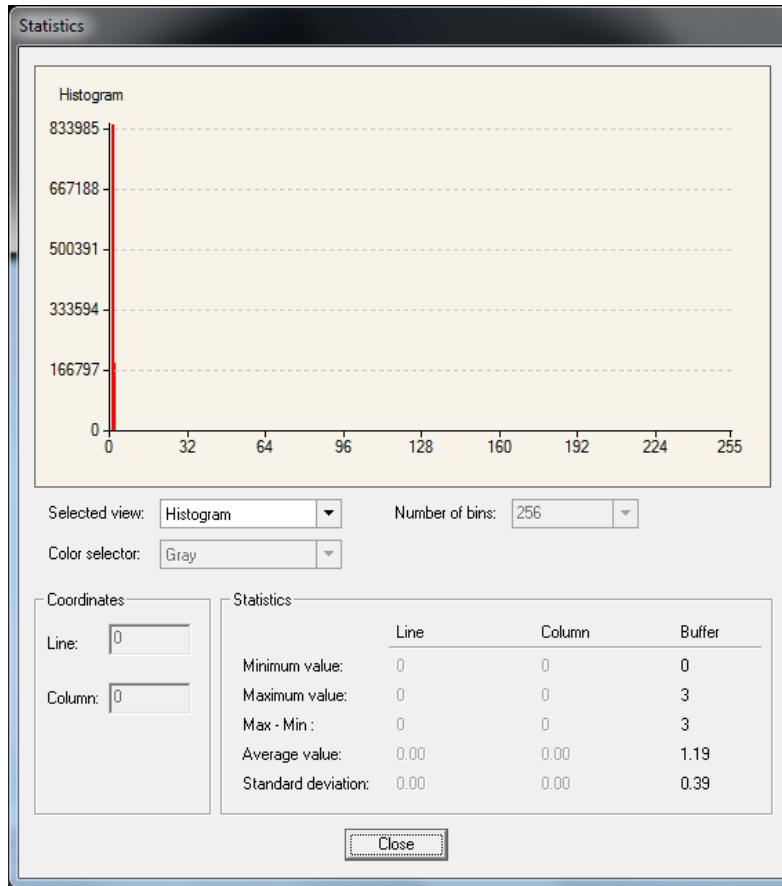 Statistics
Histogram
833985
667188
500391
333594
166797
0
0 32 64 96 128 160 192 224 255
Selected view: Histogram Number of bins: 256
Color selector: Gray
Coordinates
Line: 0
Column: 0
Statistics
Line Column Buffer
Minimum value: 0 0 0
Maximum value: 0 0 3
Max - Min : 0 0 3
Average value: 0.00 0.00 1.19
Standard deviation: 0.00 0.00 0.39
Close